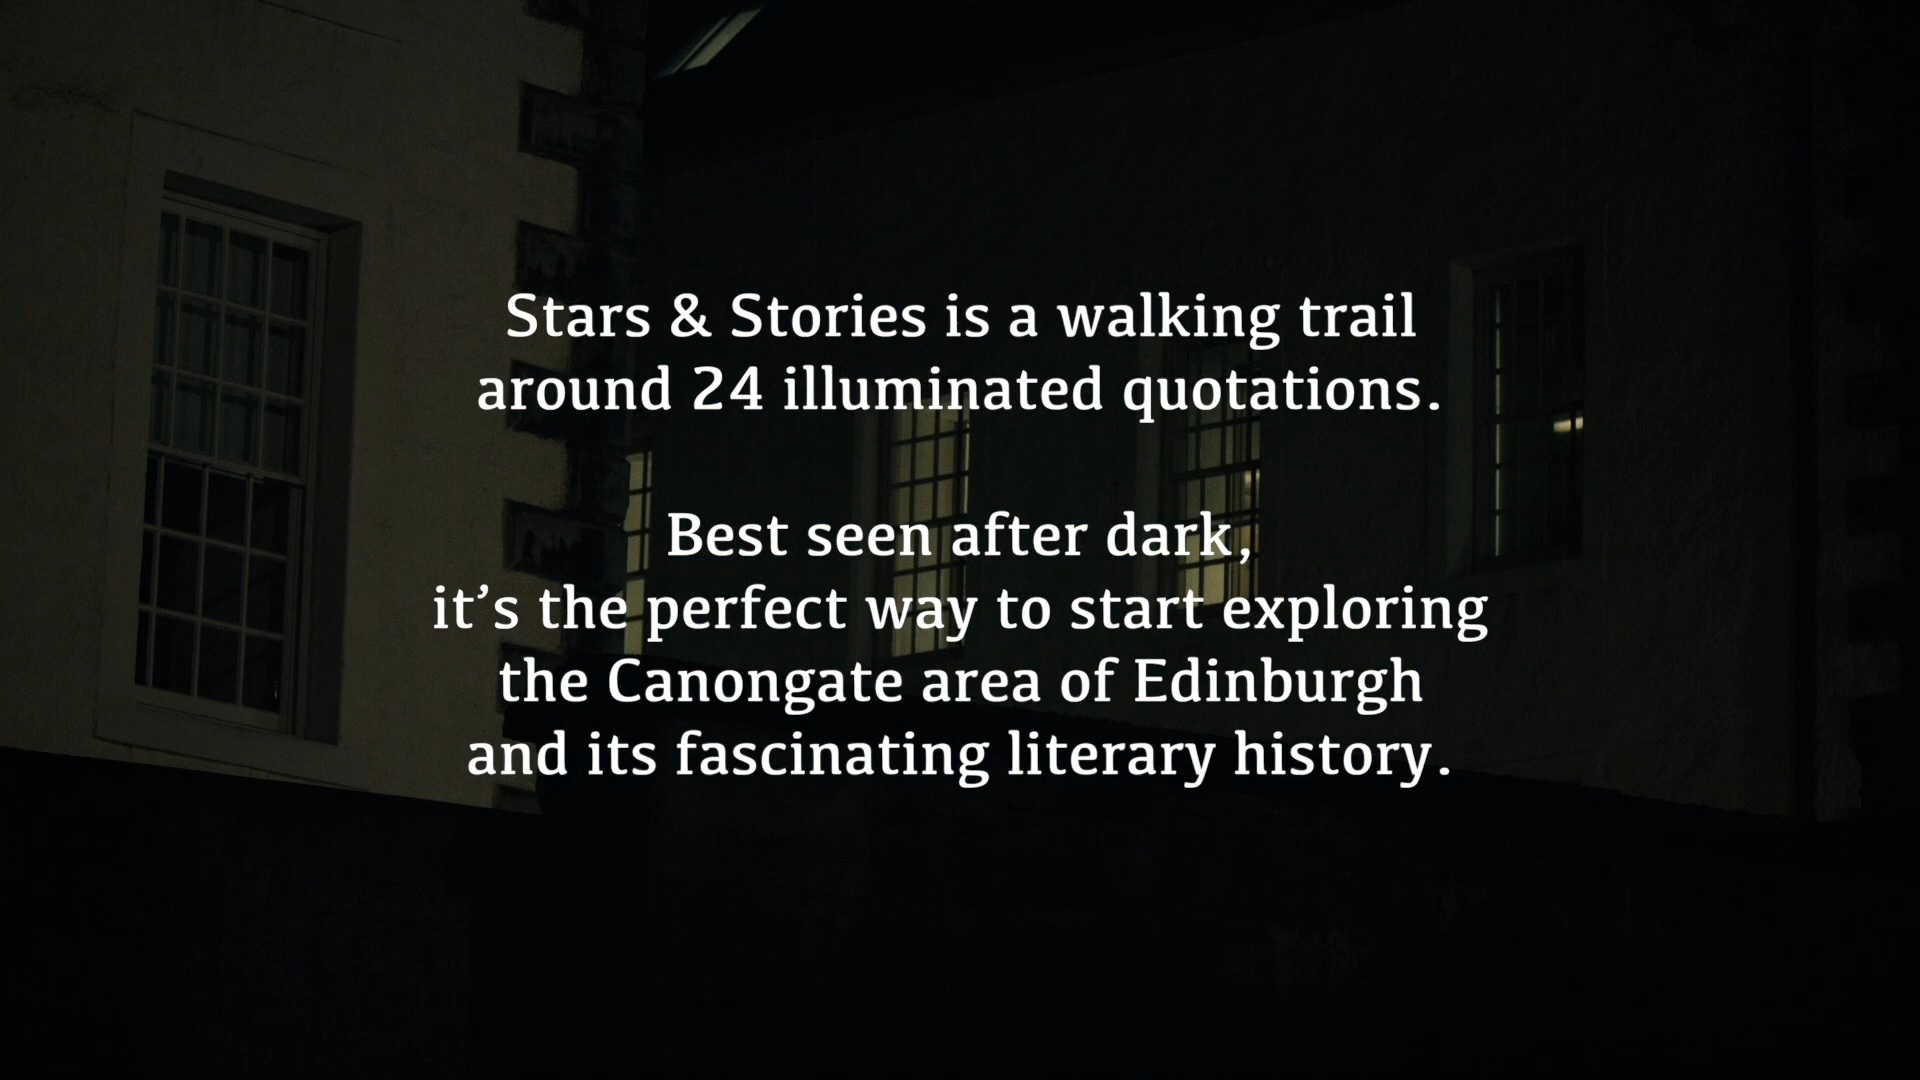 Stars & Stories is a walking trail
around 24 illuminated quotations.
Best seen after dark,
it’s the perfect way to start exploring
the Canongate area of Edinburgh
and its fascinating literary history.